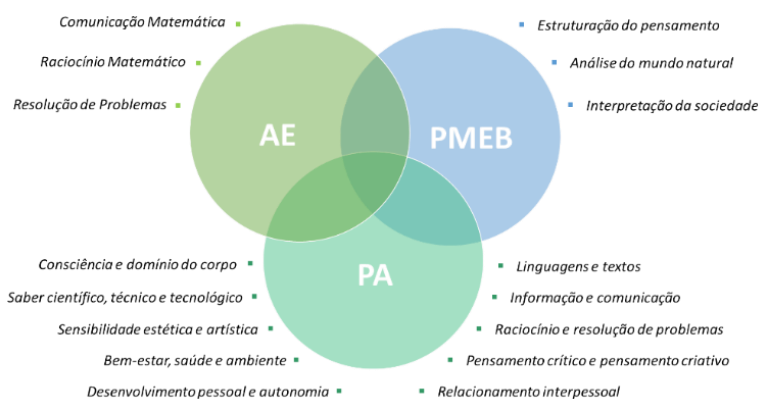 Comunicação Matemática
Raciocínio Matemático
Resolução de Problemas
Estruturação do pensamento
Análise do mundo natural
Interpretação da sociedade
AE
PMEB
PA
Consciência e domínio do corpo
Saber científico, técnico e tecnológico
Sensibilidade estética e artística
Bem-estar, saúde e ambiente
Desenvolvimento pessoal e autonomia
Linguagens e textos
Informação e comunicação
Raciocínio e resolução de problemas
Pensamento crítico e pensamento criativo
Relacionamento interpessoal